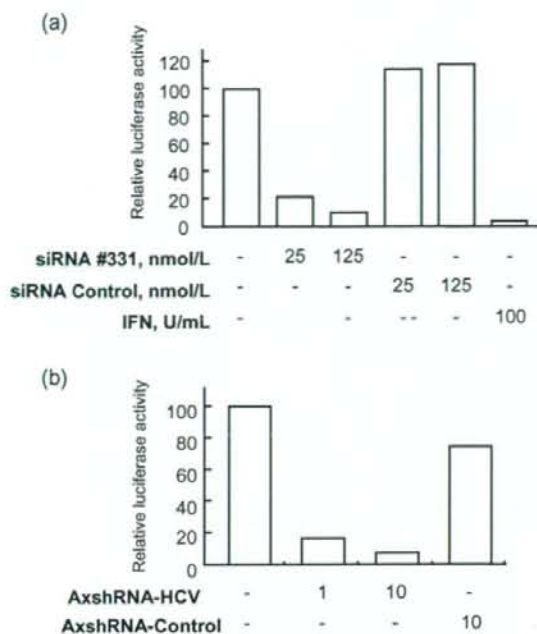 (a)
Relative luciferase activity
120
100
80
60
40
20
0
siRNA #331, nmol/L - 25 125 - - -
siRNA Control, nmol/L - - - 25 125 -
IFN, U/mL - - -- - 100
(b)
Relative luciferase activity
100
80
60
40
20
0
AxshRNA-HCV - 1 10 -
AxshRNA-Control - - - 10